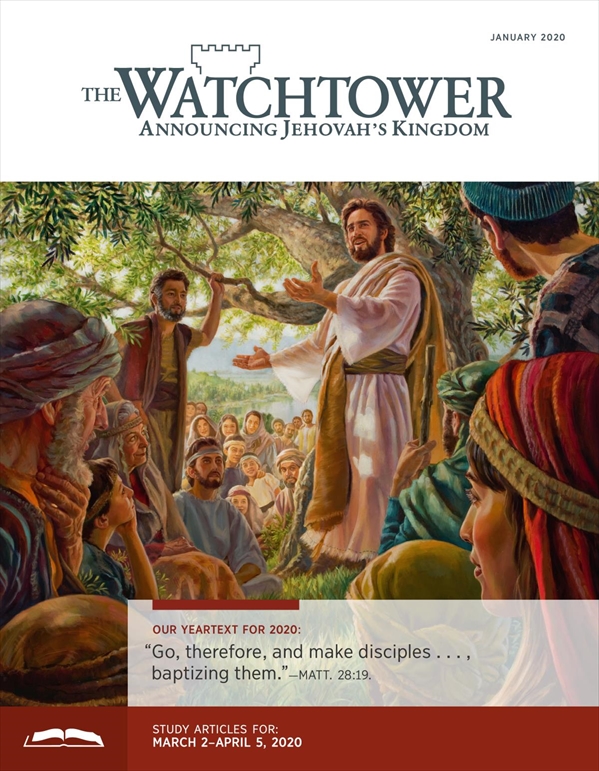 JANUARY 2020
THE WATCHTOWER
ANNOUNCING JEHOVAH’S KINGDOM
OUR YEARTEXT FOR 2020:
“Go, therefore, and make disciples . . . ,
baptizing them.”—MATT. 28:19.
STUDY ARTICLES FOR:
MARCH 2–APRIL 5, 2020